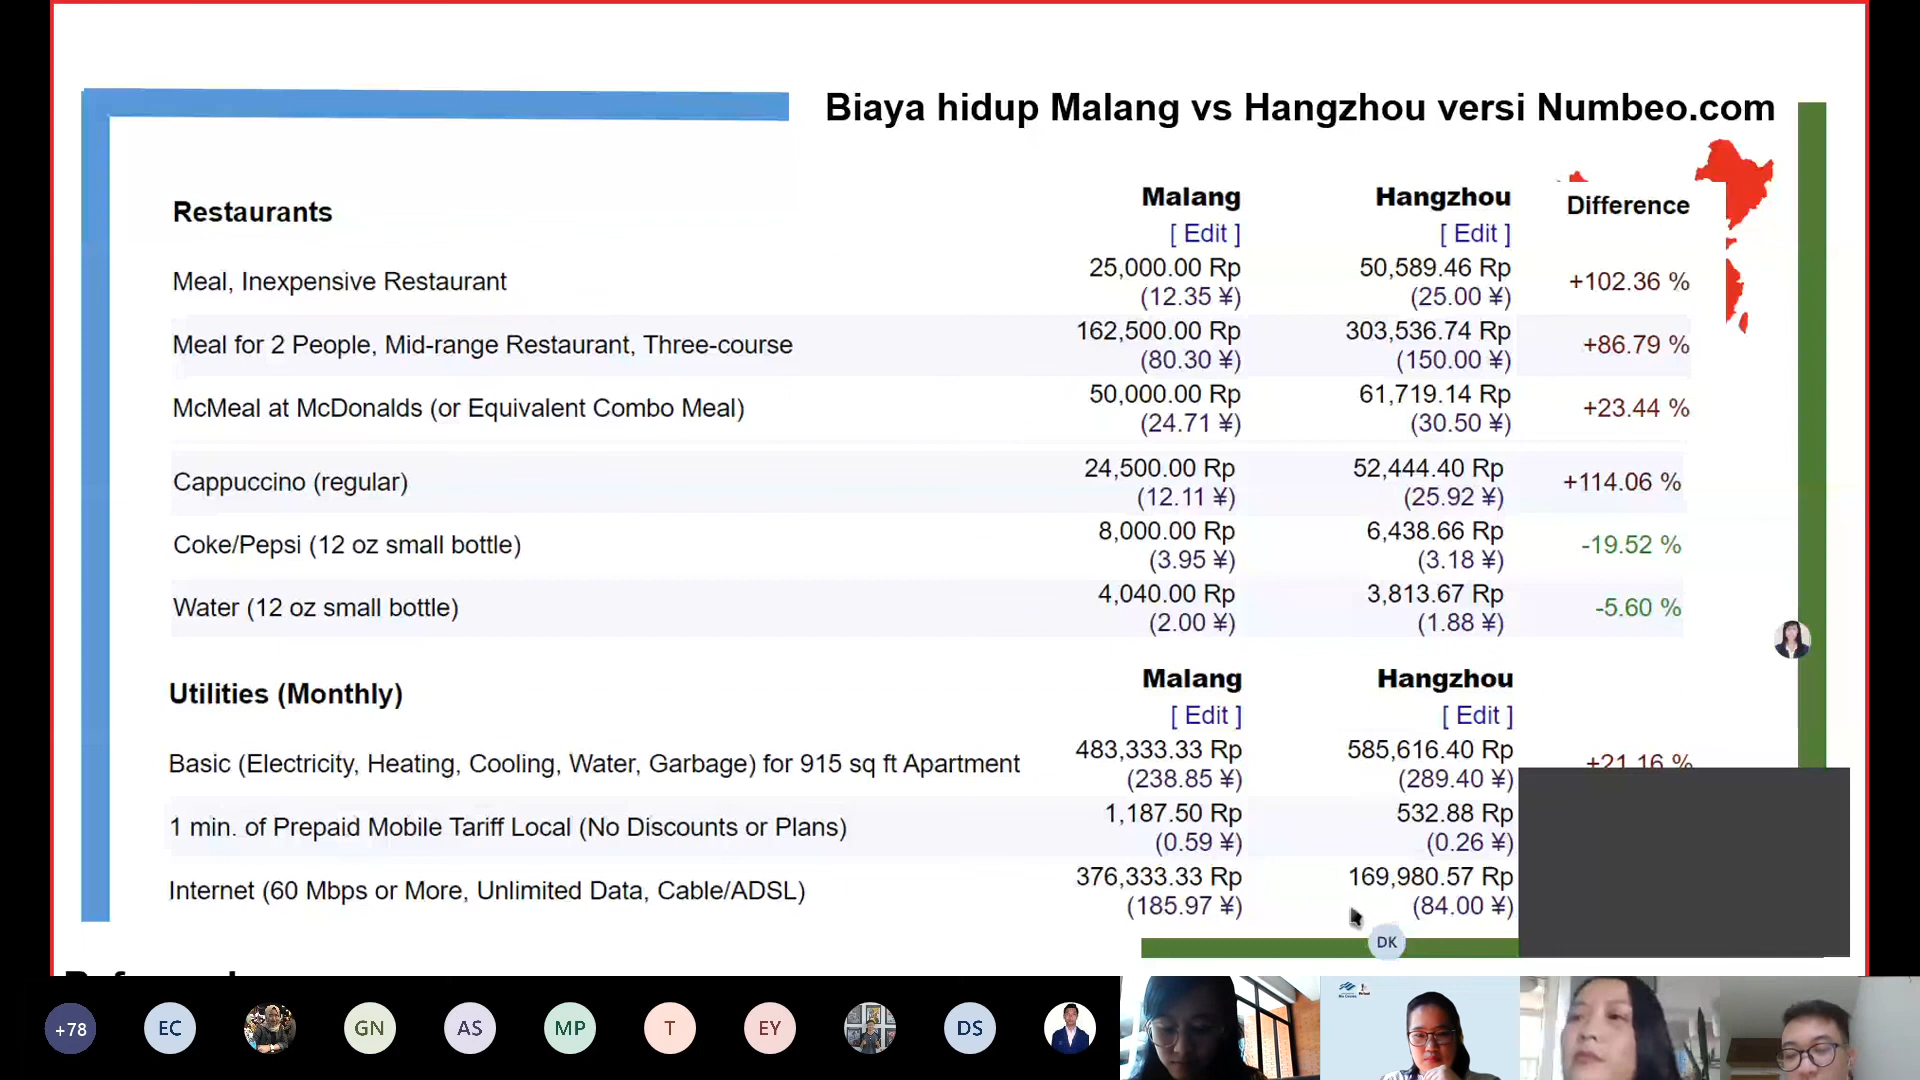 Biaya hidup Malang vs Hangzhou versi Numbeo.com
Restaurants Malang Hangzhou Difference
[ Edit ] [ Edit ]
Meal, Inexpensive Restaurant 25,000.00 Rp 50,589.46 Rp +102.36 %
(12.35 ¥) (25.00 ¥)
Meal for 2 People, Mid-range Restaurant, Three-course 162,500.00 Rp 303,536.74 Rp +86.79 %
(80.30 ¥) (150.00 ¥)
McMeal at McDonalds (or Equivalent Combo Meal) 50,000.00 Rp 61,719.14 Rp +23.44 %
(24.71 ¥) (30.50 ¥)
Cappuccino (regular) 24,500.00 Rp 52,444.40 Rp +114.06 %
(12.11 ¥) (25.92 ¥)
Coke/Pepsi (12 oz small bottle) 8,000.00 Rp 6,438.66 Rp -19.52 %
(3.95 ¥) (3.18 ¥)
Water (12 oz small bottle) 4,040.00 Rp 3,813.67 Rp -5.60 %
(2.00 ¥) (1.88 ¥)
Utilities (Monthly) Malang Hangzhou
[ Edit ] [ Edit ]
Basic (Electricity, Heating, Cooling, Water, Garbage) for 915 sq ft Apartment 483,333.33 Rp 585,616.40 Rp +21.16 %
(238.85 ¥) (289.40 ¥)
1 min. of Prepaid Mobile Tariff Local (No Discounts or Plans) 1,187.50 Rp 532.88 Rp
(0.59 ¥) (0.26 ¥)
Internet (60 Mbps or More, Unlimited Data, Cable/ADSL) 376,333.33 Rp 169,980.57 Rp
(185.97 ¥) (84.00 ¥)
DK
+78 EC GN AS MP T EY DS